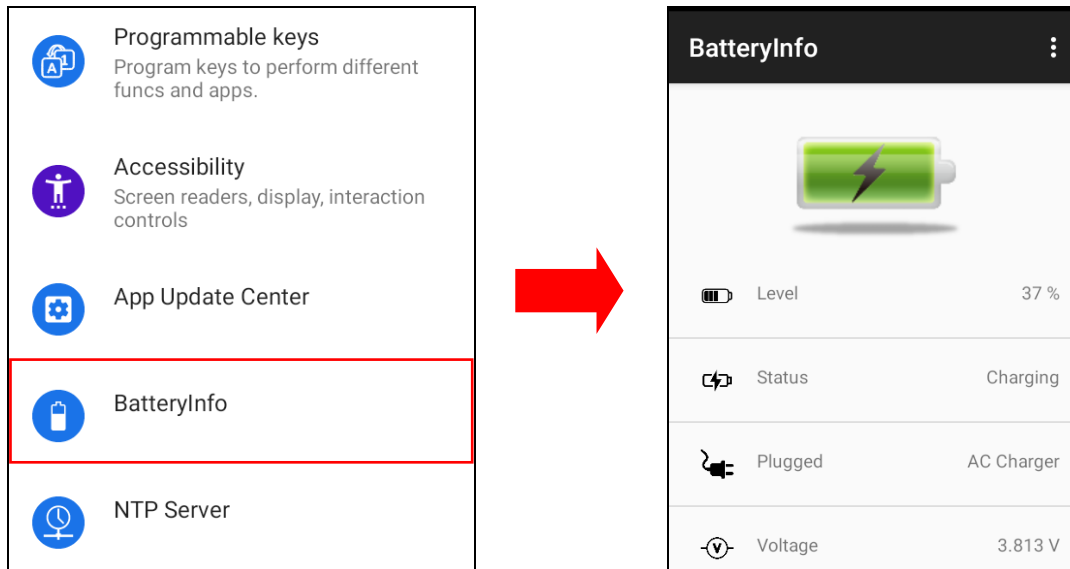 Programmable keys
Program keys to perform different
funcs and apps.
Accessibility
Screen readers, display, interaction
controls
App Update Center
BatteryInfo
NTP Server
BatteryInfo
Level 37 %
Status Charging
Plugged AC Charger
Voltage 3.813 V